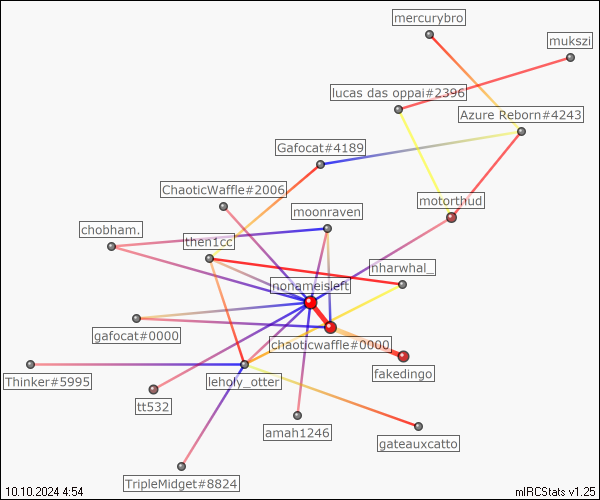 mercurybro
mukszi
lucas das oppai#2396
Azure Reborn#4243
Gafocat#4189
ChaoticWaffle#2006
motorthud
moonraven
chobham.
then1cc
nharwhal_
nonameisleft
gafocat#0000
chaoticwaffle#0000
fakedingo
Thinker#5995
leholy_otter
tt532
amah1246
gateauxcatto
TripleMidget#8824
10.10.2024 4:54
mIRCStats v1.25